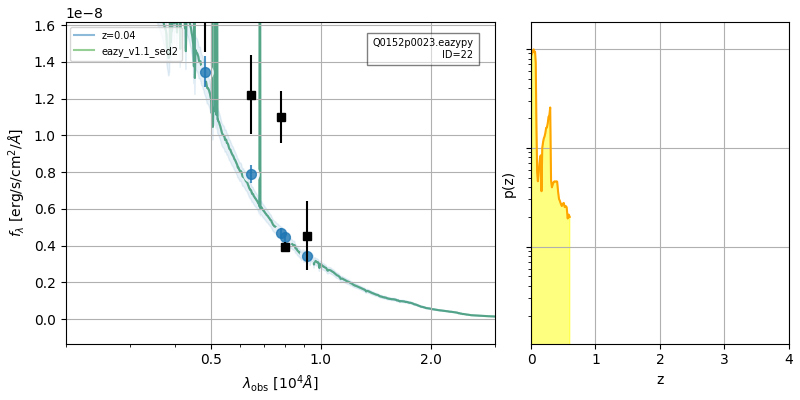 1e−8
z=0.04
eazy_v1.1_sed2
Q0152p0023.eazypy
ID=22
1.6
1.4
1.2
1.0
0.8
0.6
0.4
0.2
0.0
fλ [erg/s/cm²/Å]
0.5 1.0 2.0
λobs [10⁴Å]
p(z)
0 1 2 3 4
z